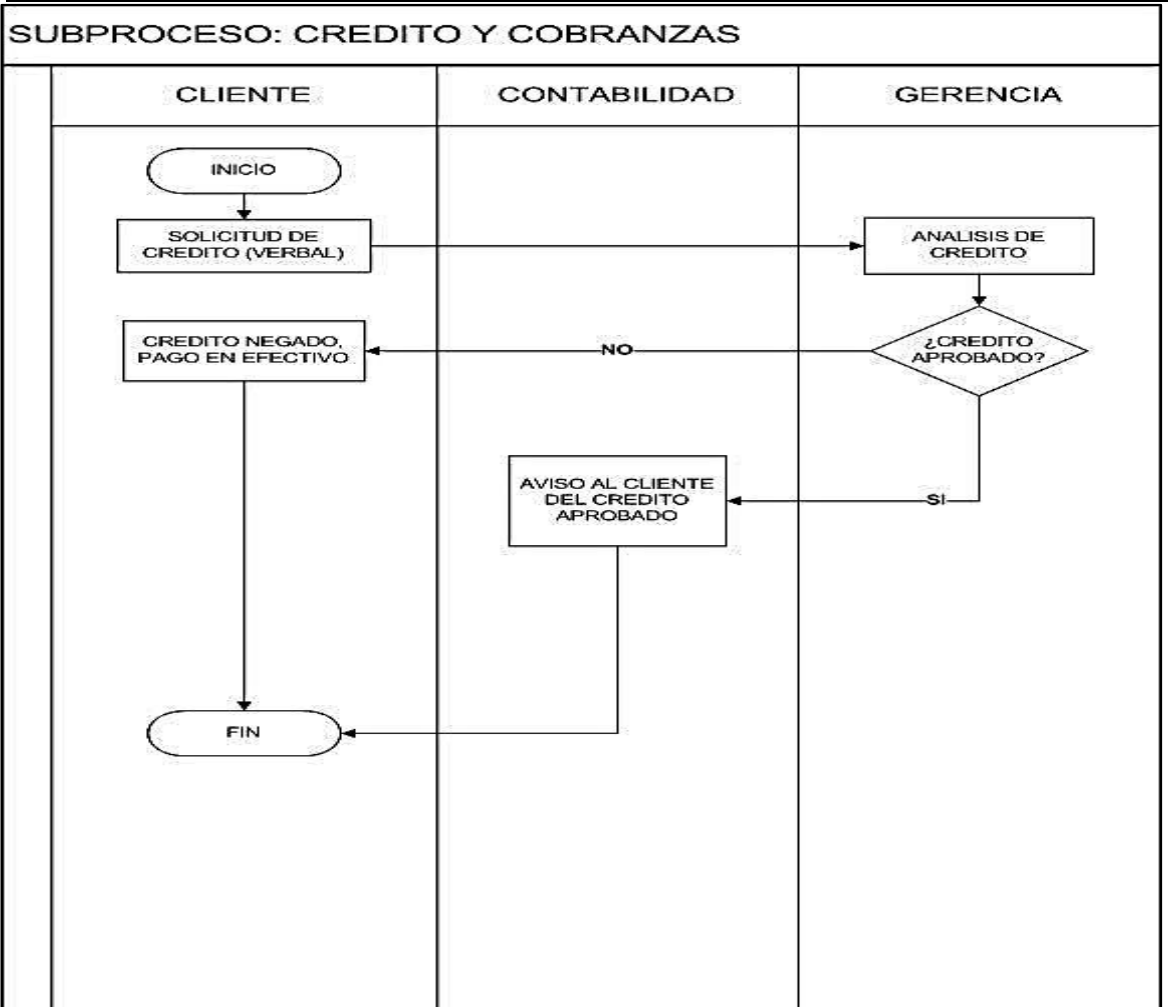 SUBPROCESO: CREDITO Y COBRANZAS
CLIENTE
CONTABILIDAD
GERENCIA
INICIO
SOLICITUD DE
CREDITO (VERBAL)
ANALISIS DE
CREDITO
¿CREDITO
APROBADO?
NO
CREDITO NEGADO,
PAGO EN EFECTIVO
SI
AVISO AL CLIENTE
DEL CREDITO
APROBADO
FIN